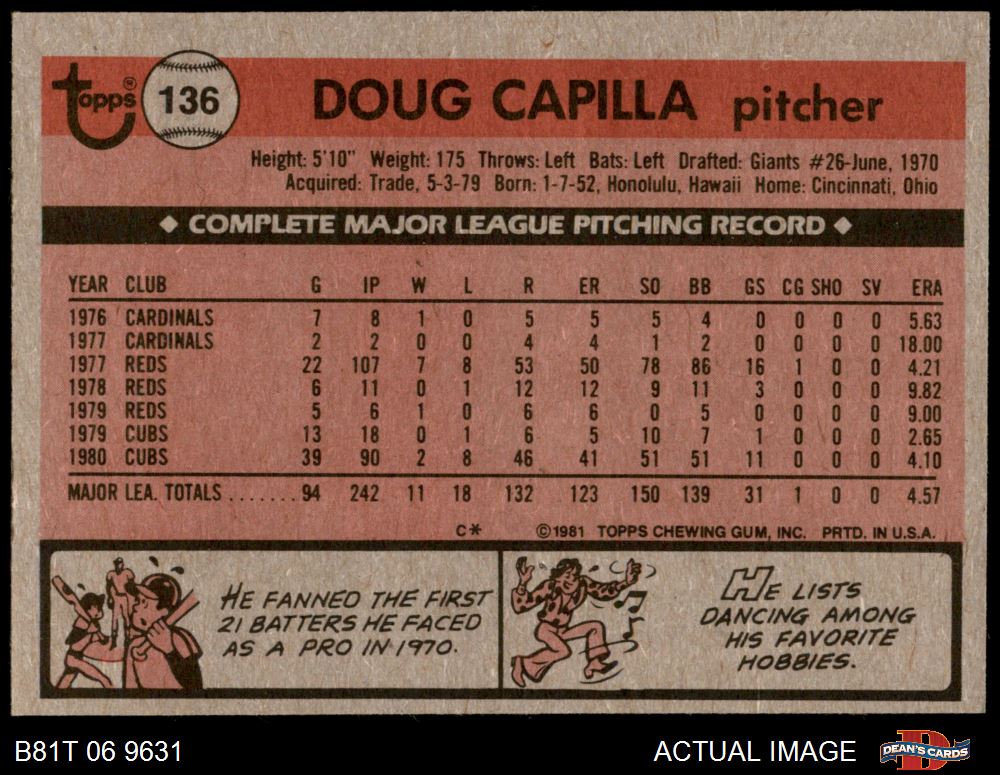 Topps® 136 DOUG CAPILLA pitcher
Height: 5'10" Weight: 175 Throws: Left Bats: Left Drafted: Giants #26-June, 1970
Acquired: Trade, 5-3-79 Born: 1-7-52, Honolulu, Hawaii Home: Cincinnati, Ohio
◆ COMPLETE MAJOR LEAGUE PITCHING RECORD ◆
YEAR CLUB G IP W L R ER SO BB GS CG SHO SV ERA
1976 CARDINALS 7 8 1 0 5 5 5 4 0 0 0 0 5.63
1977 CARDINALS 2 2 0 0 4 4 1 2 0 0 0 0 18.00
1977 REDS 22 107 7 8 53 50 78 86 16 1 0 0 4.21
1978 REDS 6 11 0 1 12 12 9 11 3 0 0 0 9.82
1979 REDS 5 6 1 0 6 6 0 5 0 0 0 0 9.00
1979 CUBS 13 18 0 1 6 5 10 7 1 0 0 0 2.65
1980 CUBS 39 90 2 8 46 41 51 51 11 0 0 0 4.10
MAJOR LEA. TOTALS ....... 94 242 11 18 132 123 150 139 31 1 0 0 4.57
C* ©1981 TOPPS CHEWING GUM, INC. PRTD. IN U.S.A.
HE FANNED THE FIRST
21 BATTERS HE FACED
AS A PRO IN 1970.
HE LISTS
DANCING AMONG
HIS FAVORITE
HOBBIES.
B81T 06 9631 ACTUAL IMAGE DEAN'S CARDS